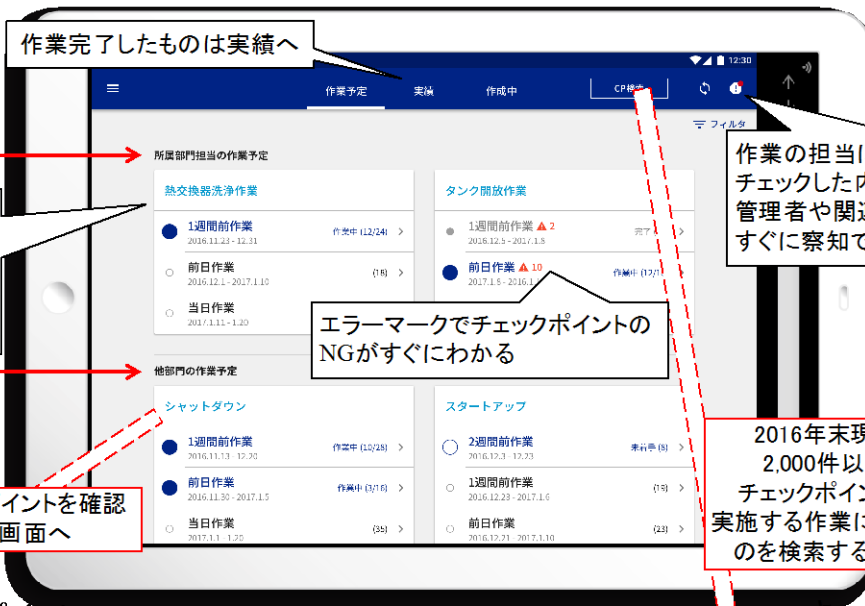 作業完了したものは実績へ
12:30
作業予定
実績
作成中
CP検索
フィルタ
所属部門担当の作業予定
熱交換器洗浄作業
1週間前作業
作業中 (12/24)
2016.11.23 - 12.31
前日作業
(18)
2016.12.1 - 2017.1.10
当日作業
2017.1.11 - 1.20
タンク開放作業
1週間前作業 2
完了
2016.12.5 - 2017.1.8
前日作業 10
作業中 (12/1
2017.1.8 - 2016.1
作業の担当
チェックした内
管理者や関連
すぐに察知で
エラーマークでチェックポイントの
NGがすぐにわかる
他部門の作業予定
シャットダウン
1週間前作業
作業中 (10/28)
2016.11.13 - 12.20
前日作業
作業中 (3/16)
2016.11.30 - 2017.1.5
当日作業
(35)
2017.1.1 - 1.20
スタートアップ
2週間前作業
未着手 (8)
2016.12.3 - 12.23
1週間前作業
(19)
2016.12.23 - 2017.1.6
前日作業
(23)
2016.12.21 - 2017.1.10
イントを確認
画面へ
2016年末現
2,000件以
チェックポイン
実施する作業に
のを検索する